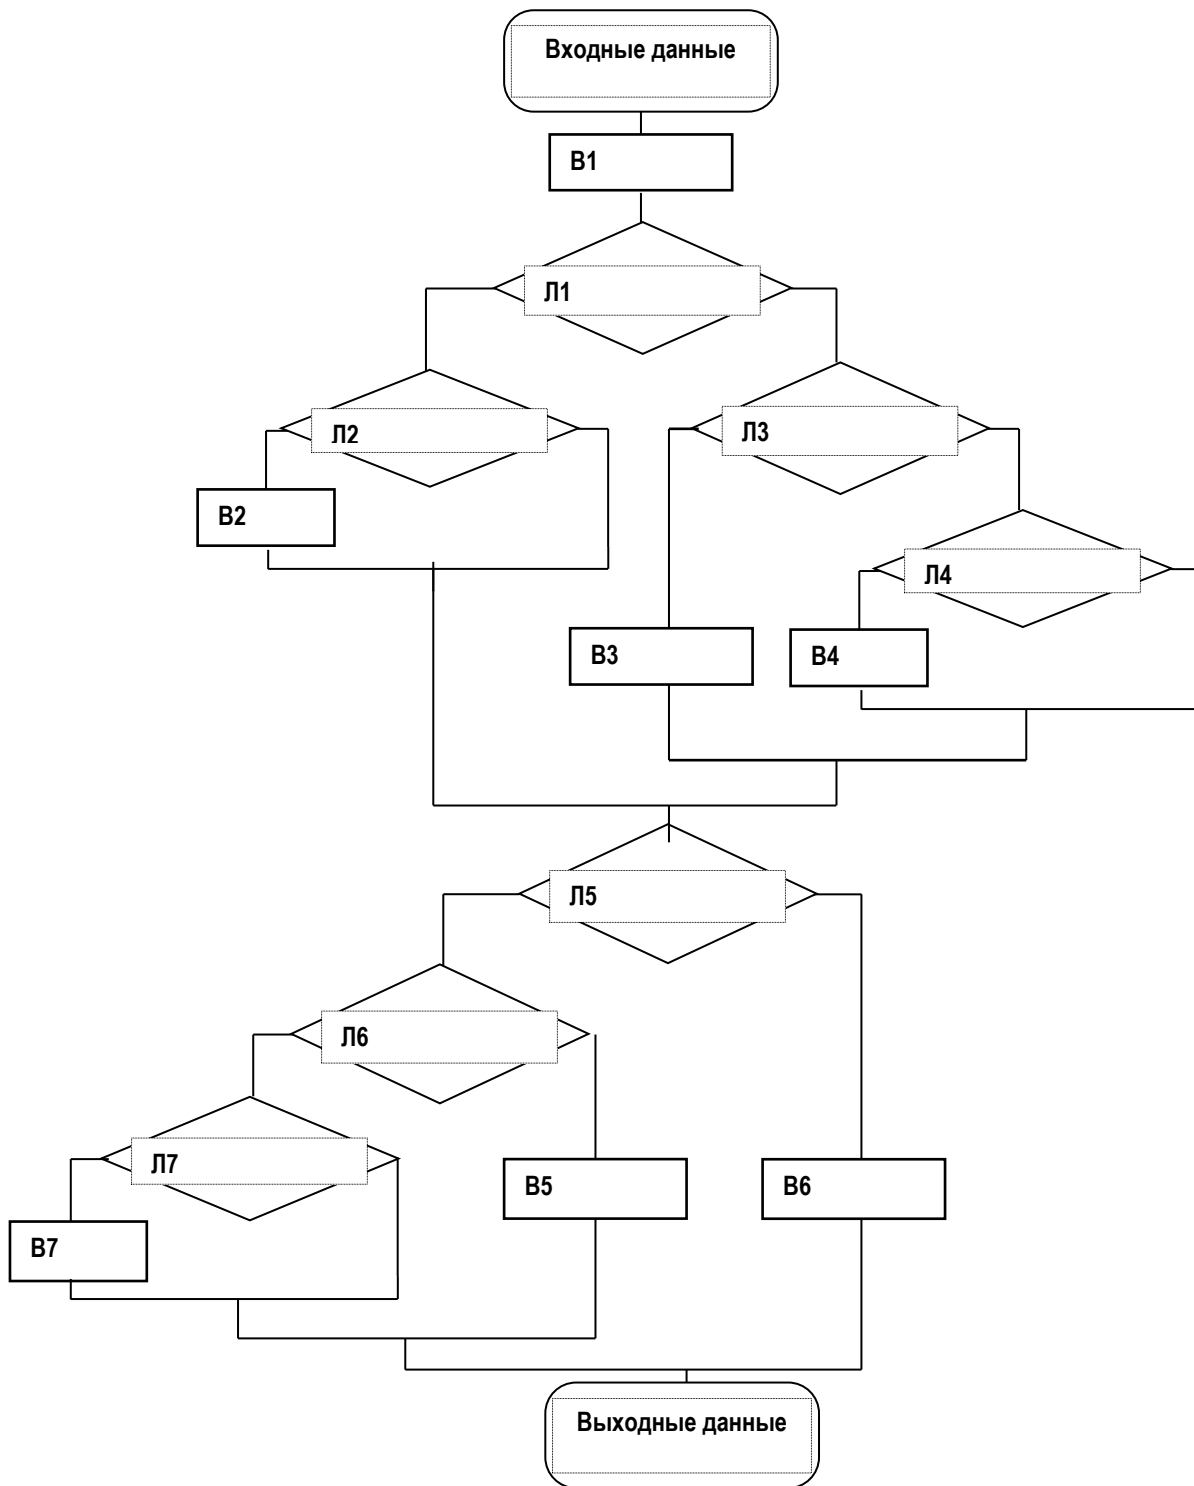 Входные данные
В1
Л1
Л2
Л3
В2
Л4
В3
В4
Л5
Л6
Л7
В5
В6
В7
Выходные данные